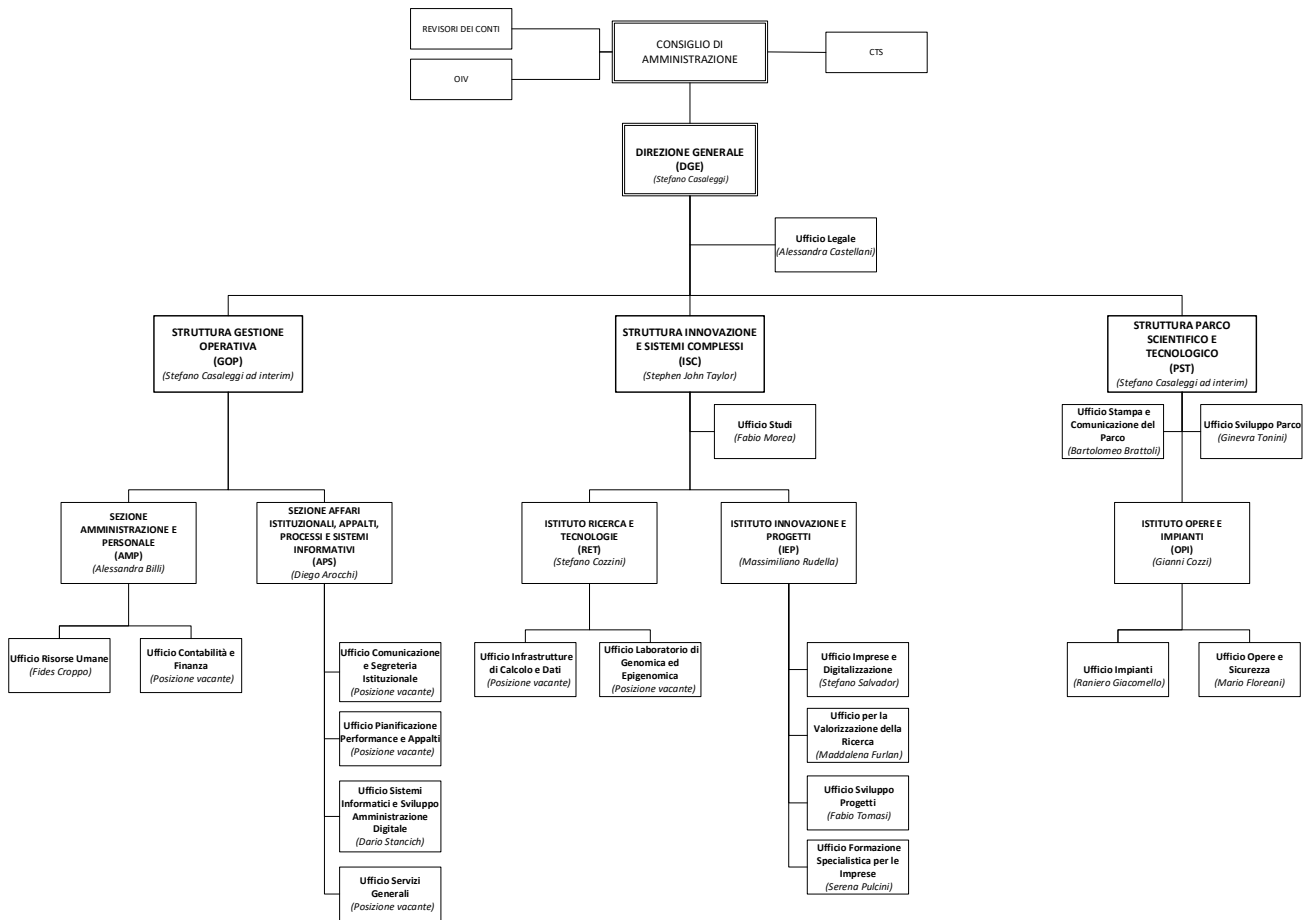 REVISORI DEI CONTI
OIV
CONSIGLIO DI
AMMINISTRAZIONE
CTS
DIREZIONE GENERALE
(DGE)
(Stefano Casaleggi)
Ufficio Legale
(Alessandra Castellani)
STRUTTURA GESTIONE
OPERATIVA
(GOP)
(Stefano Casaleggi ad interim)
STRUTTURA INNOVAZIONE
E SISTEMI COMPLESSI
(ISC)
(Stephen John Taylor)
STRUTTURA PARCO
SCIENTIFICO E
TECNOLOGICO
(PST)
(Stefano Casaleggi ad interim)
Ufficio Studi
(Fabio Morea)
Ufficio Stampa e
Comunicazione del
Parco
(Bartolomeo Brattoli)
Ufficio Sviluppo Parco
(Ginevra Tonini)
SEZIONE
AMMINISTRAZIONE E
PERSONALE
(AMP)
(Alessandra Billi)
SEZIONE AFFARI
ISTITUZIONALI, APPALTI,
PROCESSI E SISTEMI
INFORMATIVI
(APS)
(Diego Arocchi)
ISTITUTO RICERCA E
TECNOLOGIE
(RET)
(Stefano Cozzini)
ISTITUTO INNOVAZIONE E
PROGETTI
(IEP)
(Massimiliano Rudella)
ISTITUTO OPERE E
IMPIANTI
(OPI)
(Gianni Cozzi)
Ufficio Risorse Umane
(Fides Croppo)
Ufficio Contabilità e
Finanza
(Posizione vacante)
Ufficio Comunicazione
e Segreteria
Istituzionale
(Posizione vacante)
Ufficio Pianificazione
Performance e Appalti
(Posizione vacante)
Ufficio Sistemi
Informatici e Sviluppo
Amministrazione
Digitale
(Dario Stancich)
Ufficio Servizi
Generali
(Posizione vacante)
Ufficio Infrastrutture
di Calcolo e Dati
(Posizione vacante)
Ufficio Laboratorio di
Genomica ed
Epigenomica
(Posizione vacante)
Ufficio Imprese e
Digitalizzazione
(Stefano Salvador)
Ufficio per la
Valorizzazione della
Ricerca
(Maddalena Furlan)
Ufficio Sviluppo
Progetti
(Fabio Tomasi)
Ufficio Formazione
Specialistica per le
Imprese
(Serena Pulcini)
Ufficio Impianti
(Raniero Giacomello)
Ufficio Opere e
Sicurezza
(Mario Floreani)